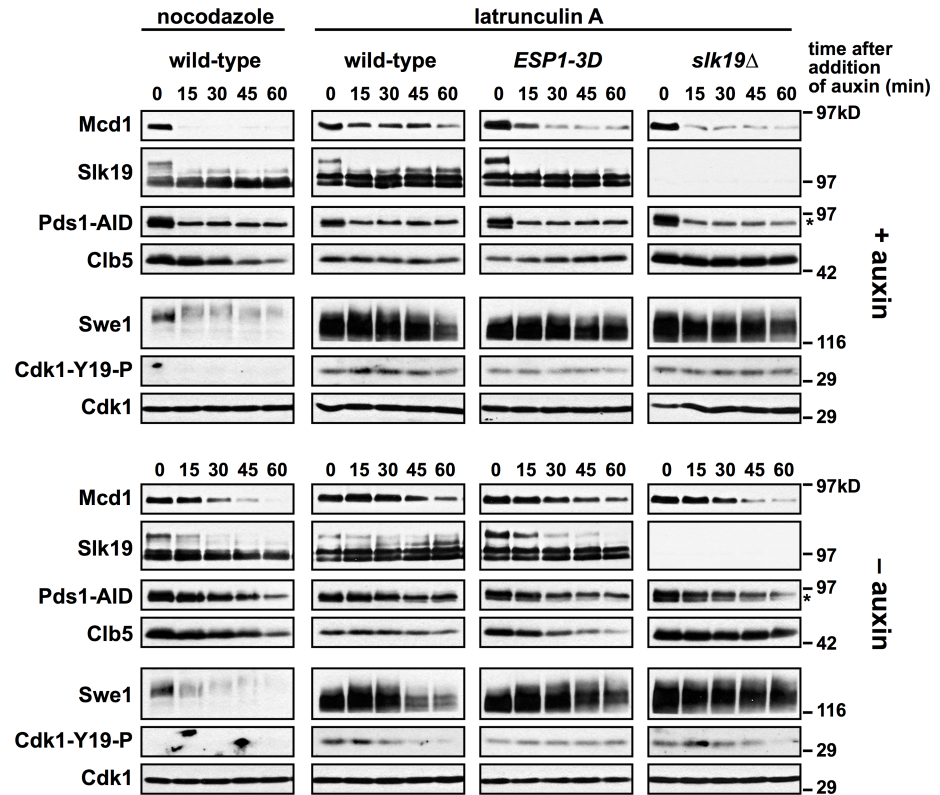 nocodazole latrunculin A
wild-type wild-type ESP1-3D slk19Δ time after addition of auxin (min)
0 15 30 45 60 0 15 30 45 60 0 15 30 45 60 0 15 30 45 60
Mcd1 97kD
Slk19 97
Pds1-AID 97 *
Clb5 42
Swe1 116
Cdk1-Y19-P 29
Cdk1 29
+ auxin
0 15 30 45 60 0 15 30 45 60 0 15 30 45 60 0 15 30 45 60
Mcd1 97kD
Slk19 97
Pds1-AID 97 *
Clb5 42
Swe1 116
Cdk1-Y19-P 29
Cdk1 29
– auxin